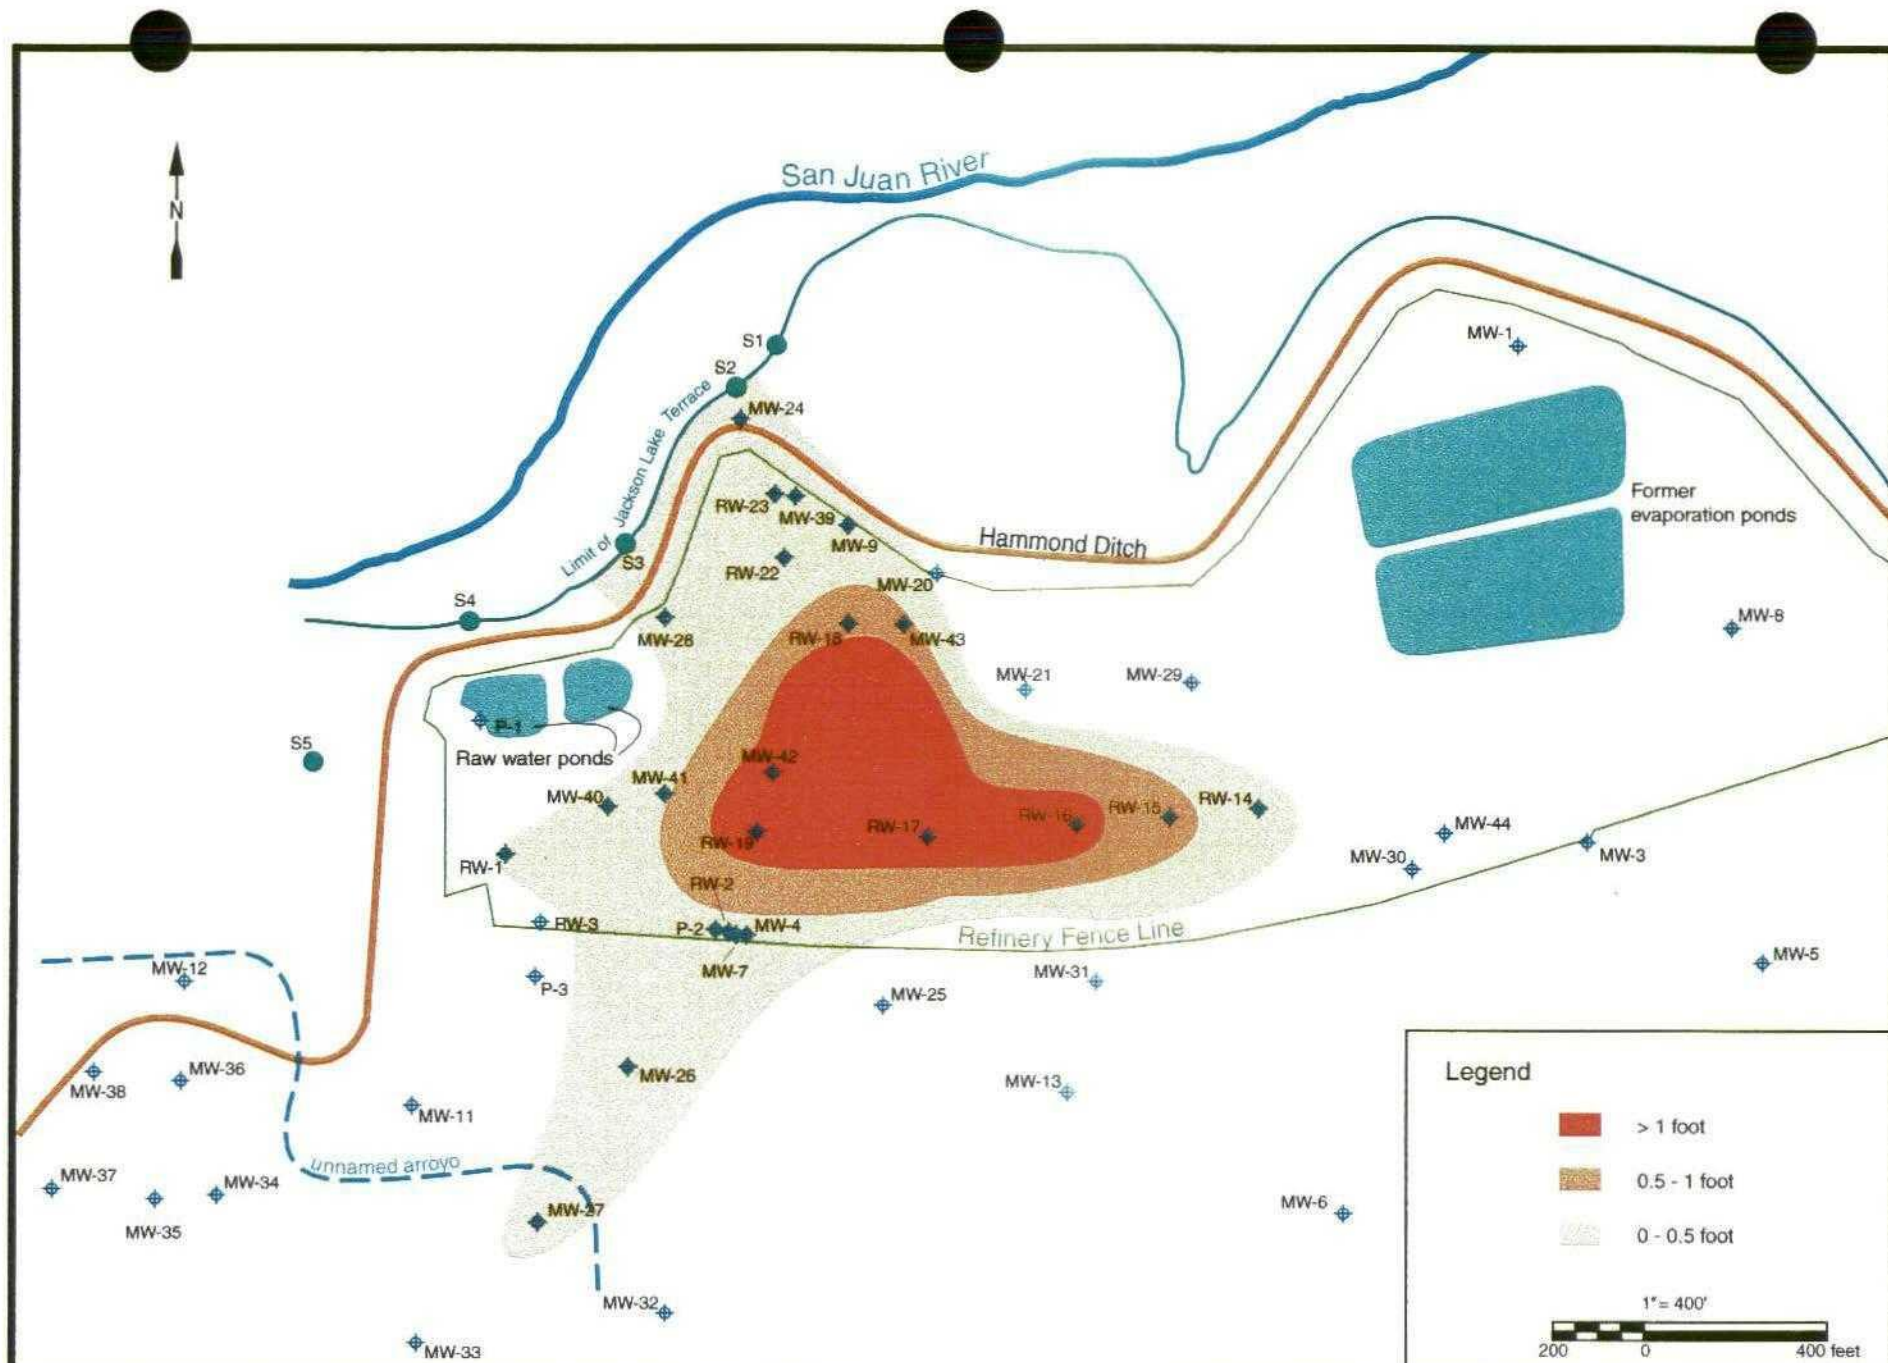 San Juan River
N
S1
MW-1
S2
Limit of Jackson Lake Terrace
MW-24
RW-23
MW-39
MW-9
Former
evaporation ponds
Hammond Ditch
S3
RW-22
MW-20
S4
MW-28
RW-18
MW-43
MW-8
MW-21
MW-29
P-1
S5
Raw water ponds
MW-42
MW-41
MW-40
RW-14
RW-15
RW-16
RW-17
RW-19
MW-44
MW-30
MW-3
RW-1
RW-2
RW-3
P-2
MW-4
Refinery Fence Line
MW-7
MW-12
P-3
MW-31
MW-5
MW-25
MW-38
MW-36
MW-26
MW-13
MW-11
Legend
> 1 foot
unnamed arroyo
MW-37
MW-34
MW-35
0.5 - 1 foot
MW-27
MW-6
0 - 0.5 foot
MW-32
MW-33
1" = 400'
200 0 400 feet